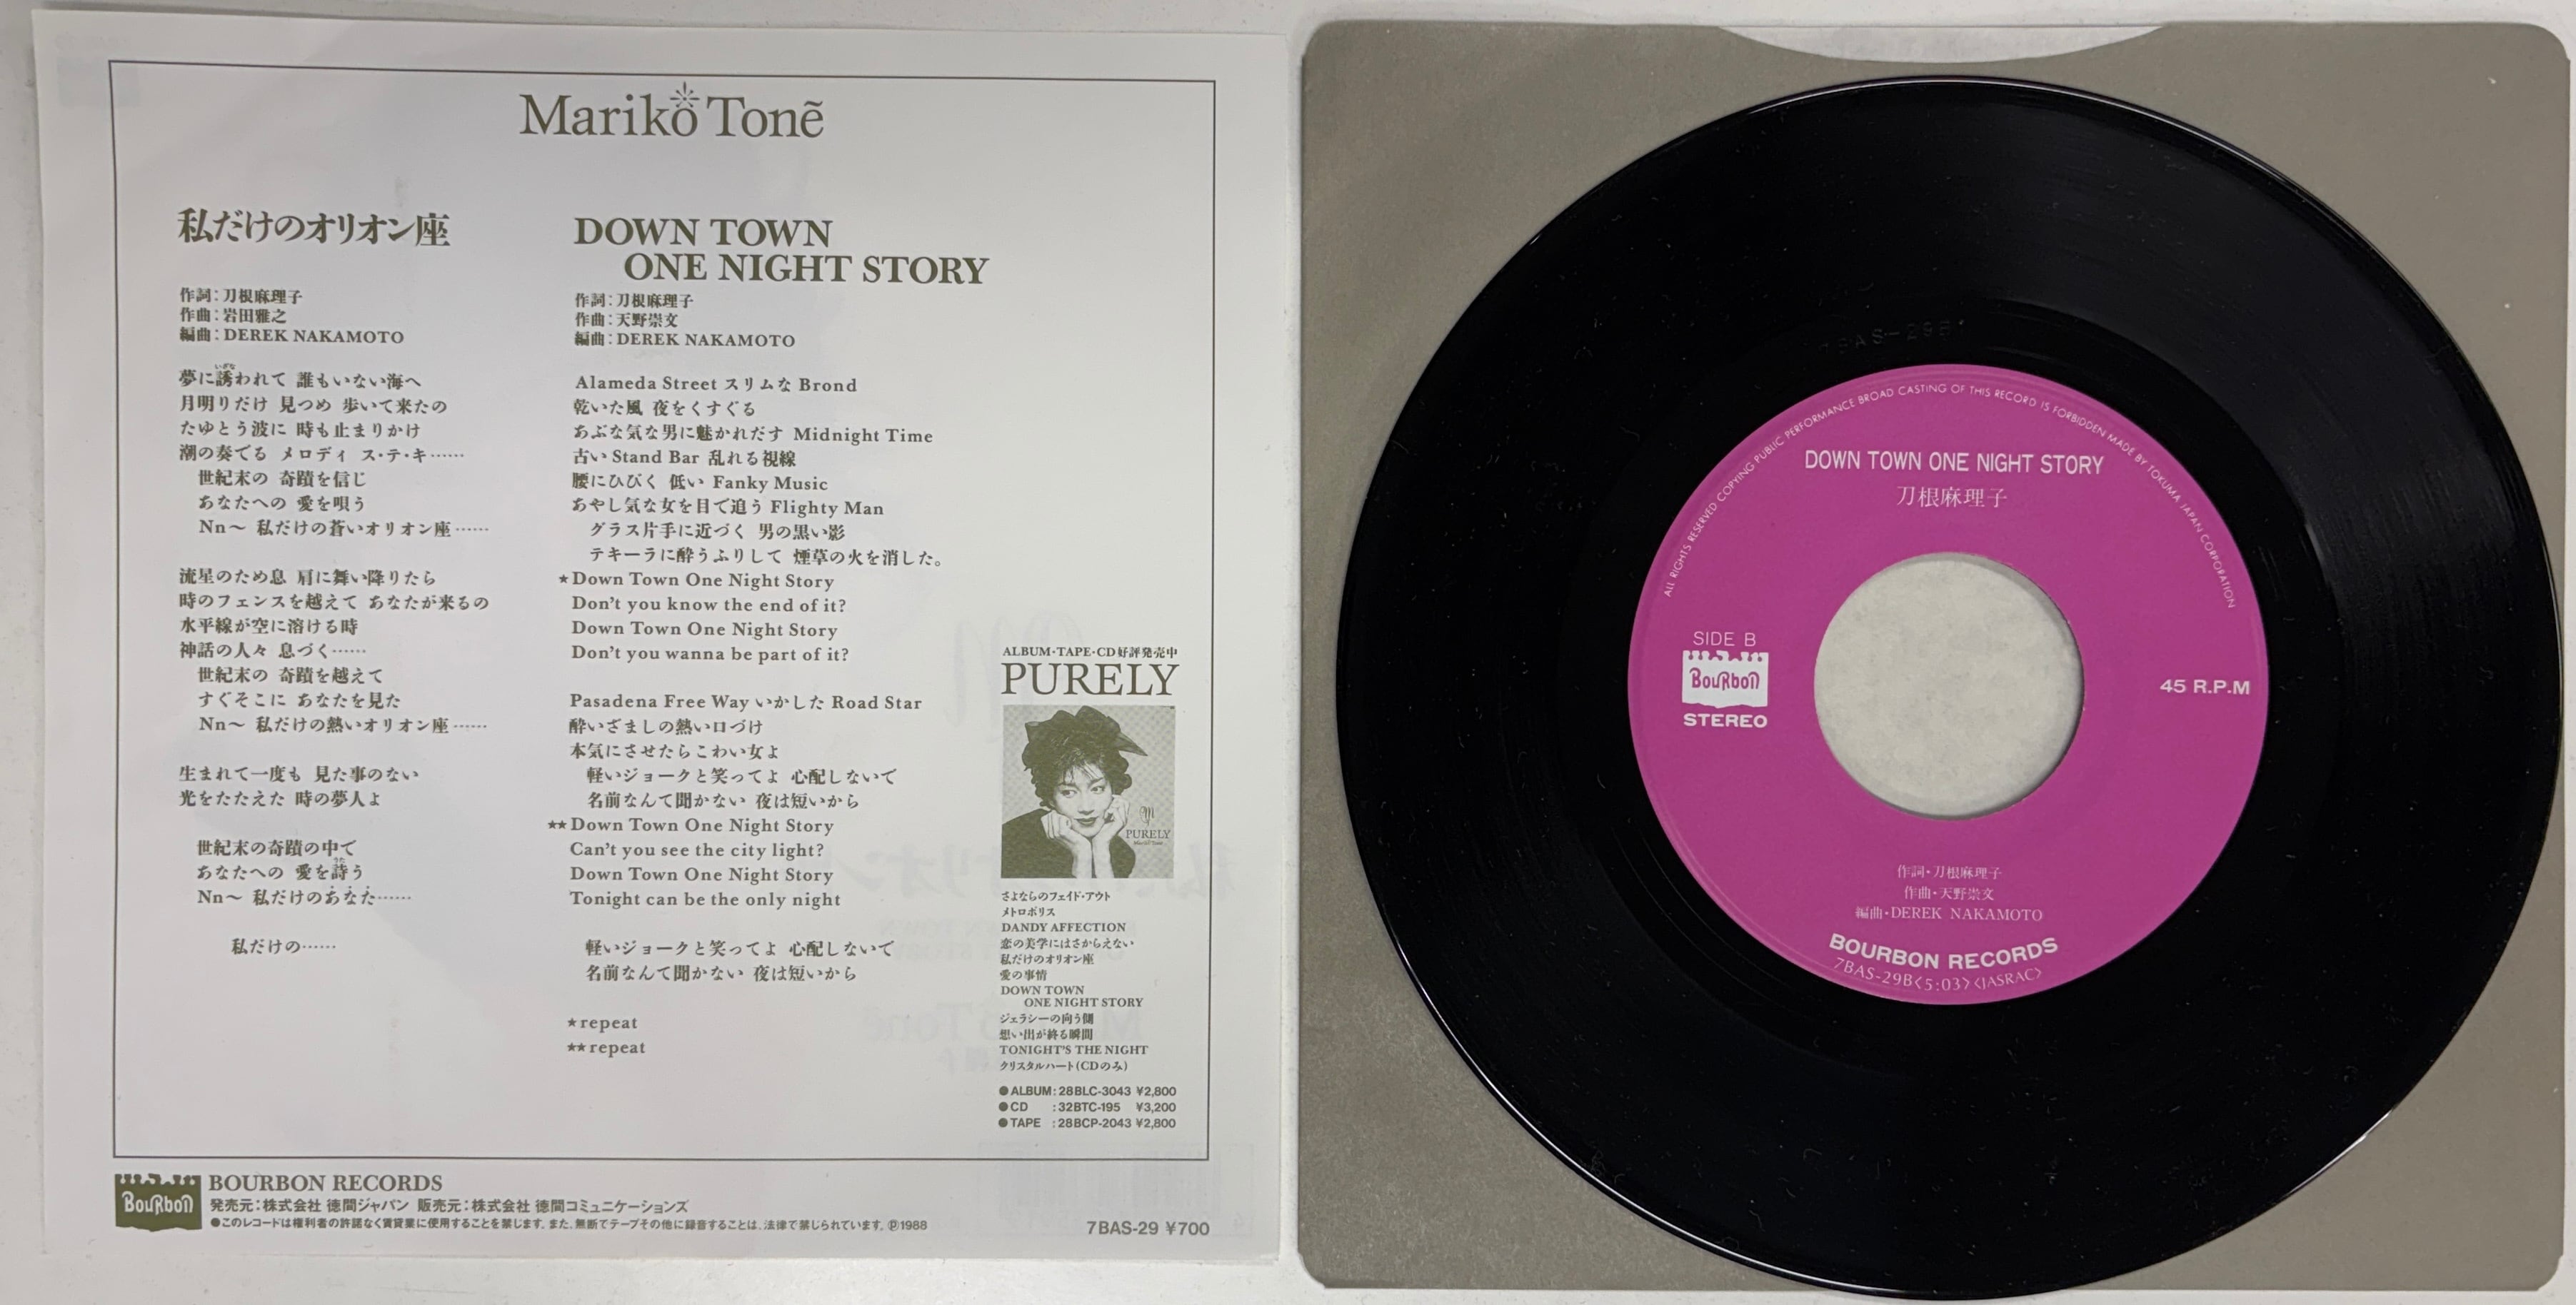 Marikõ Tonẽ
私だけのオリオン座
作詞:刀根麻理子
作曲:岩田雅之
編曲:DEREK NAKAMOTO
夢に誘われて 誰もいない海へ
いざな
月明りだけ 見つめ 歩いて来たの
たゆとう波に 時も止まりかけ
潮の奏でる メロディ ス・テ・キ……
世紀末の 奇蹟を信じ
あなたへの 愛を唄う
Nn〜 私だけの蒼いオリオン座……
流星のため息 肩に舞い降りたら
時のフェンスを越えて あなたが来るの
水平線が空に溶ける時
神話の人々 息づく……
世紀末の 奇蹟を越えて
すぐそこに あなたを見た
Nn〜 私だけの熱いオリオン座……
生まれて一度も 見た事のない
光をたたえた 時の夢人よ
世紀末の奇蹟の中で
あなたへの 愛を詩う
うた
Nn〜 私だけのあなた……
私だけの……
DOWN TOWN
ONE NIGHT STORY
作詞:刀根麻理子
作曲:天野崇文
編曲:DEREK NAKAMOTO
Alameda Street スリムな Brond
乾いた風 夜をくすぐる
あぶな気な男に魅かれだす Midnight Time
古い Stand Bar 乱れる視線
腰にひびく 低い Fanky Music
あやし気な女を目で追う Flighty Man
グラス片手に近づく 男の黒い影
テキーラに酔うふりして 煙草の火を消した。
★Down Town One Night Story
Don't you know the end of it?
Down Town One Night Story
Don't you wanna be part of it?
Pasadena Free Way いかした Road Star
酔いざましの熱い口づけ
本気にさせたらこわい女よ
軽いジョークと笑ってよ 心配しないで
名前なんて聞かない 夜は短いから
★★Down Town One Night Story
Can't you see the city light?
Down Town One Night Story
Tonight can be the only night
軽いジョークと笑ってよ 心配しないで
名前なんて聞かない 夜は短いから
★repeat
★★repeat
ALBUM・TAPE・CD好評発売中
PURELY
PURELY
Mariko Tone
さよならのフェイド・アウト
メトロポリス
DANDY AFFECTION
恋の美学にはさからえない
私だけのオリオン座
愛の事情
DOWN TOWN
ONE NIGHT STORY
ジェラシーの向う側
想い出が終る瞬間
TONIGHT'S THE NIGHT
クリスタルハート(CDのみ)
●ALBUM:28BLC-3043 ¥2,800
●CD :32BTC-195 ¥3,200
●TAPE :28BCP-2043 ¥2,800
BouRbon
BOURBON RECORDS
発売元:株式会社 徳間ジャパン 販売元:株式会社 徳間コミュニケーションズ
●このレコードは権利者の許諾なく賃貸業に使用することを禁じます。また、無断でテープその他に録音することは、法律で禁じられています。Ⓟ1988
7BAS-29 ¥700
7BAS-29B
ALL RIGHTS RESERVED COPYING PUBLIC PERFORMANCE BROAD CASTING OF THIS RECORD IS FORBIDDEN MADE BY TOKUMA JAPAN CORPORATION
DOWN TOWN ONE NIGHT STORY
刀根麻理子
SIDE B
BouRbon
STEREO
45 R.P.M
作詞・刀根麻理子
作曲・天野崇文
編曲・DEREK NAKAMOTO
BOURBON RECORDS
7BAS-29B〈5:03〉〈JASRAC〉